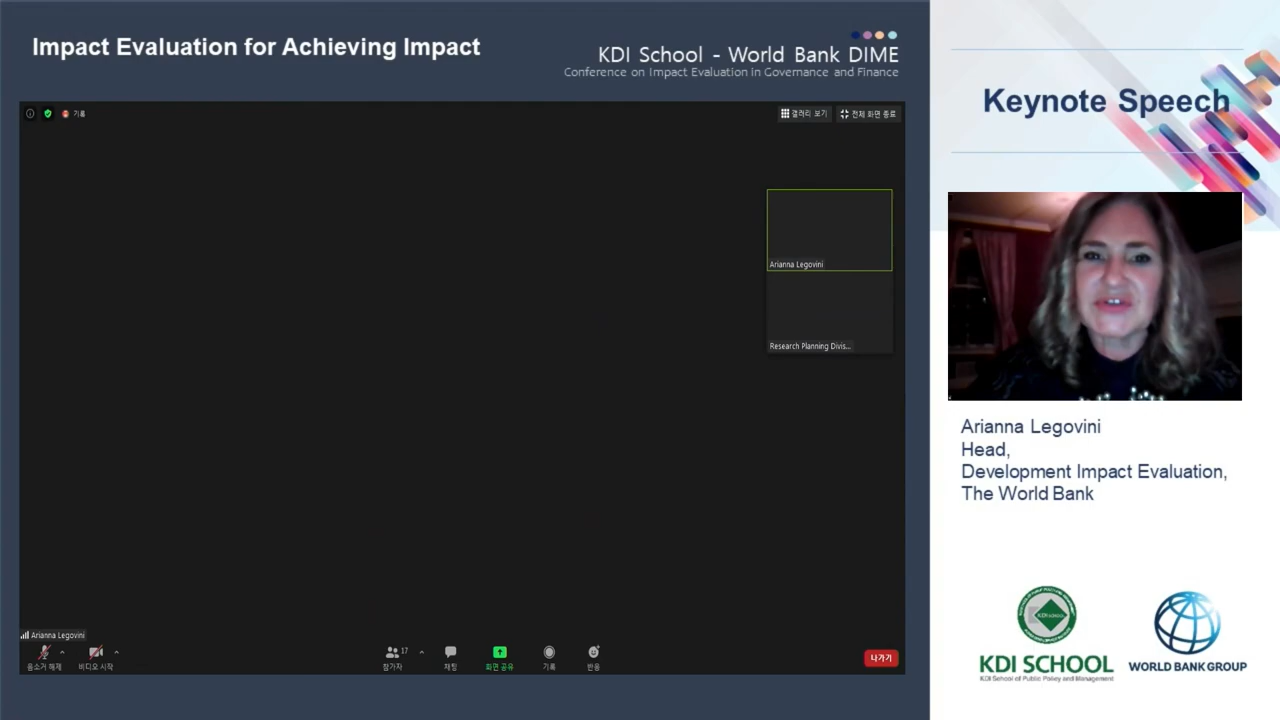 Impact Evaluation for Achieving Impact
KDI School - World Bank DIME
Conference on Impact Evaluation in Governance and Finance
기록
갤러리 보기
전체 화면 종료
Arianna Legovini
Research Planning Divis...
Arianna Legovini
음소거 해제
비디오 시작
17
참가자
채팅
화면 공유
기록
반응
나가기
Keynote Speech
Arianna Legovini
Head,
Development Impact Evaluation,
The World Bank
KDI SCHOOL
KDI School of Public Policy and Management
WORLD BANK GROUP